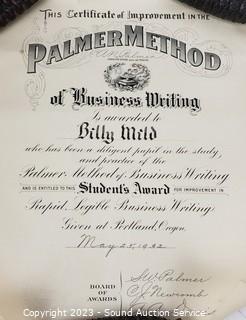 THIS CERTIFICATE OF IMPROVEMENT IN THE
PALMER METHOD
of Business Writing
Is awarded to
Billy Meld
who has been a diligent pupil in the study,
and practice of the
Palmer Method of Business Writing
AND IS ENTITLED TO THIS Student's Award FOR IMPROVEMENT IN
Rapid, Legible Business Writing
Given at Portland, Oregon,
May 25, 1932
BOARD
OF
AWARDS
A.N. Palmer
C.J. Newcomb
Copyright 2023 - Sound Auction Service